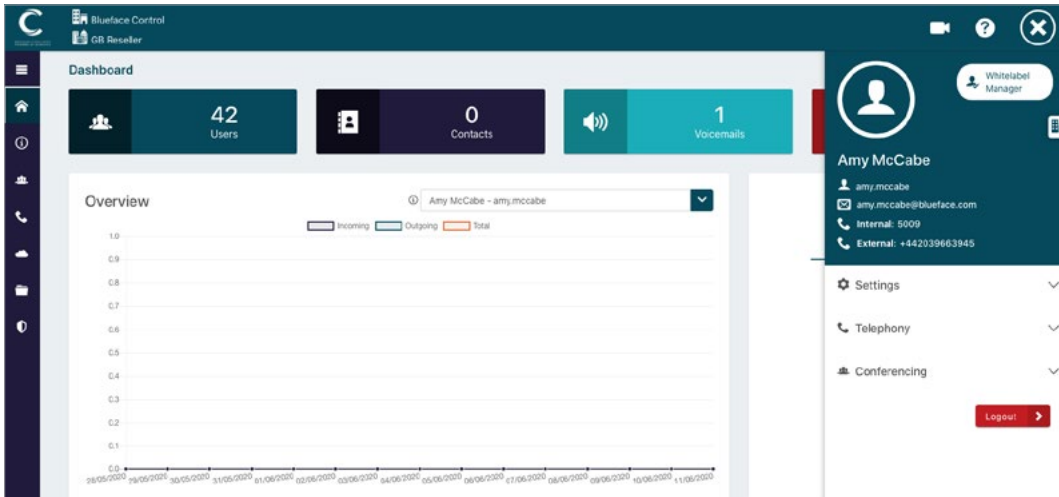 Blueface Control
GB Reseller
Dashboard
42
Users
0
Contacts
1
Voicemails
Whitelabel
Manager
Amy McCabe
amy.mccabe
amy.mccabe@blueface.com
Internal: 5009
External: +442039663945
Overview
Amy McCabe - amy.mccabe
Incoming
Outgoing
Total
1.0
0.9
0.8
0.7
0.6
0.5
0.4
0.3
0.2
0.1
0.0
28/05/2020 29/05/2020 30/05/2020 31/05/2020 01/06/2020 02/06/2020 03/06/2020 04/06/2020 05/06/2020 06/06/2020 07/06/2020 08/06/2020 09/06/2020 10/06/2020 11/06/2020
Settings
Telephony
Conferencing
Logout